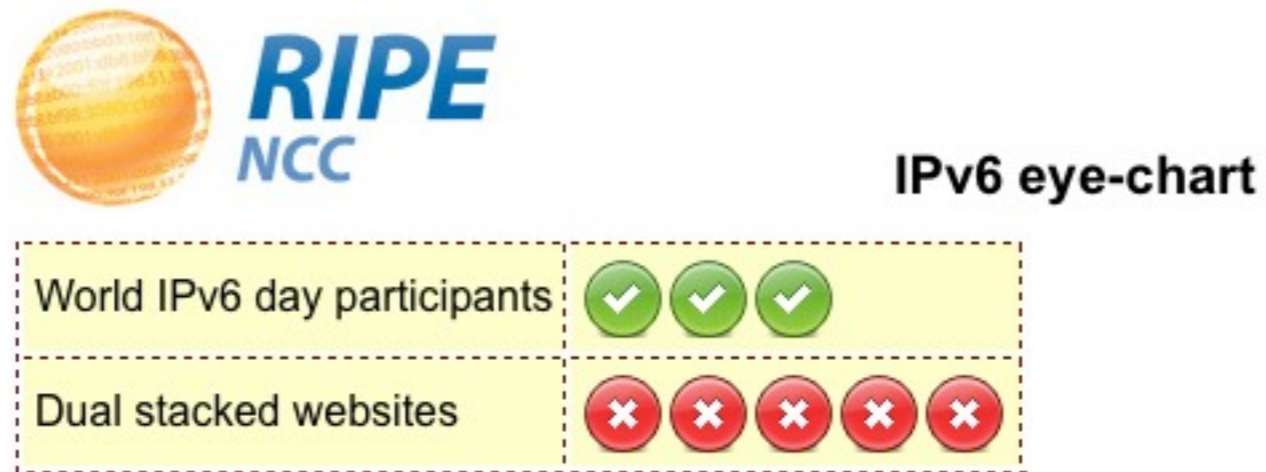 RIPE
NCC
IPv6 eye-chart
World IPv6 day participants
Dual stacked websites